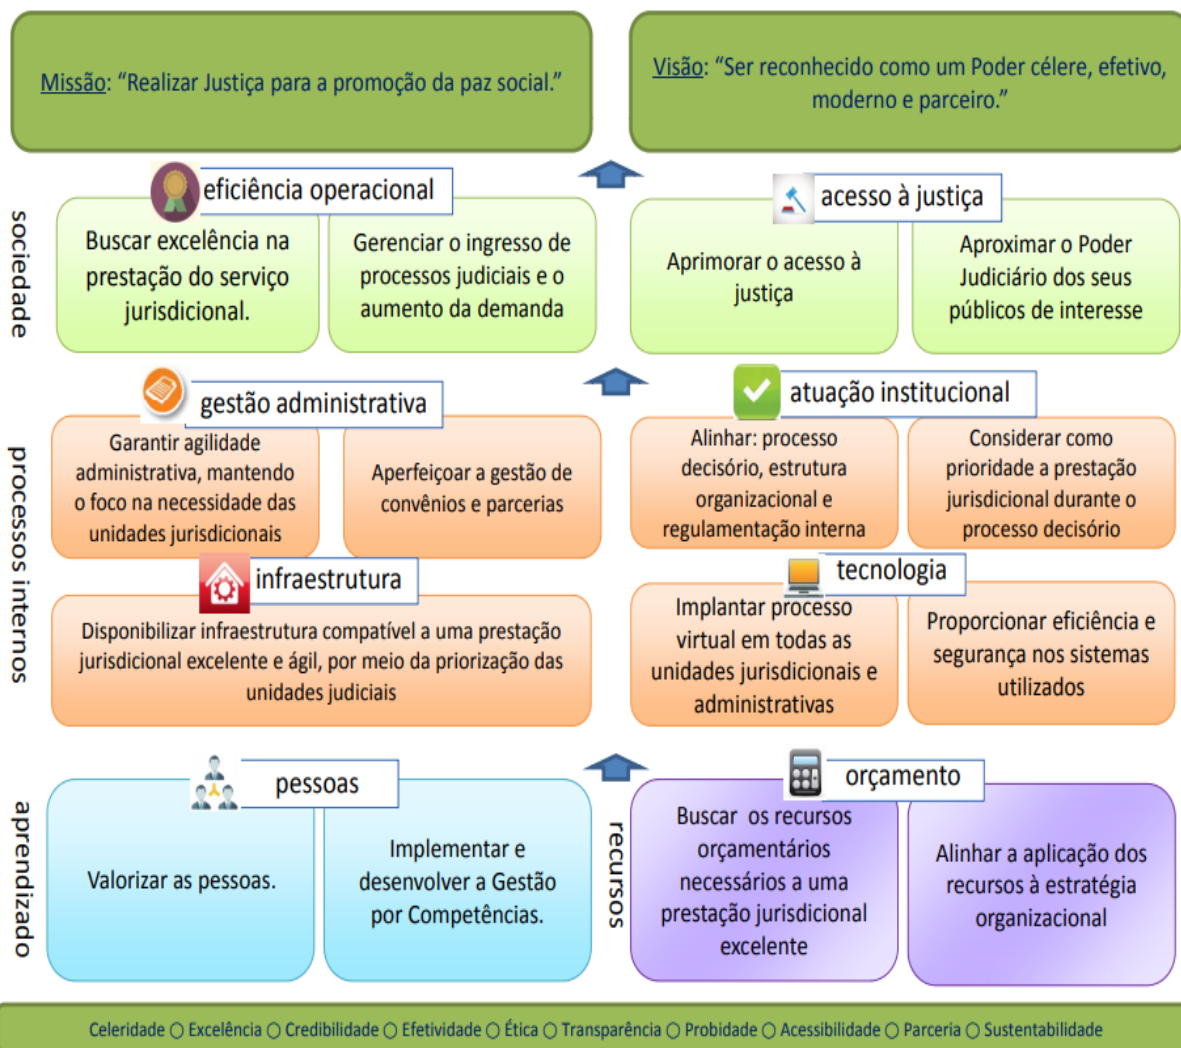 Missão: “Realizar Justiça para a promoção da paz social.”
Visão: “Ser reconhecido como um Poder célere, efetivo,
moderno e parceiro.”
sociedade
eficiência operacional
Buscar excelência na
prestação do serviço
jurisdicional.
Gerenciar o ingresso de
processos judiciais e o
aumento da demanda
acesso à justiça
Aprimorar o acesso à
justiça
Aproximar o Poder
Judiciário dos seus
públicos de interesse
processos internos
gestão administrativa
Garantir agilidade
administrativa, mantendo
o foco na necessidade das
unidades jurisdicionais
Aperfeiçoar a gestão de
convênios e parcerias
atuação institucional
Alinhar: processo
decisório, estrutura
organizacional e
regulamentação interna
Considerar como
prioridade a prestação
jurisdicional durante o
processo decisório
infraestrutura
Disponibilizar infraestrutura compatível a uma prestação
jurisdicional excelente e ágil, por meio da priorização das
unidades judiciais
tecnologia
Implantar processo
virtual em todas as
unidades jurisdicionais e
administrativas
Proporcionar eficiência e
segurança nos sistemas
utilizados
aprendizado
pessoas
Valorizar as pessoas.
Implementar e
desenvolver a Gestão
por Competências.
recursos
orçamento
Buscar os recursos
orçamentários
necessários a uma
prestação jurisdicional
excelente
Alinhar a aplicação dos
recursos à estratégia
organizacional
Celeridade ○ Excelência ○ Credibilidade ○ Efetividade ○ Ética ○ Transparência ○ Probidade ○ Acessibilidade ○ Parceria ○ Sustentabilidade